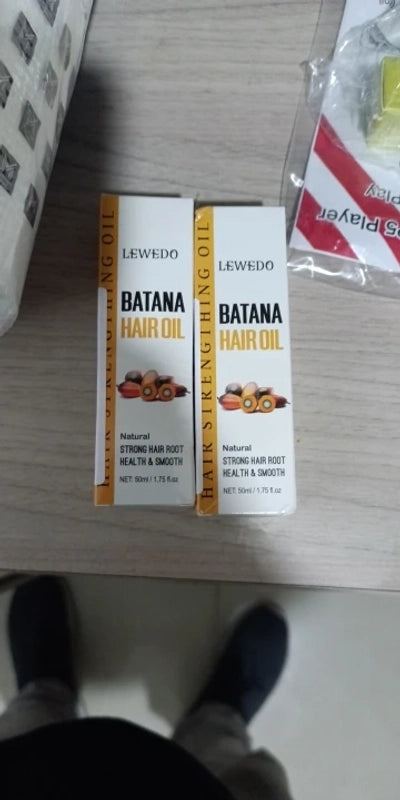 LEWEDO
BATANA
HAIR OIL
Natural
STRONG HAIR ROOT
HEALTH & SMOOTH
NET: 50ml / 1.75 fl.oz
HAIR STRENGTHING OIL
LEWEDO
BATANA
HAIR OIL
Natural
STRONG HAIR ROOT
HEALTH & SMOOTH
NET: 50ml / 1.75 fl.oz
HAIR STRENGTHING OIL
25 Player
Play